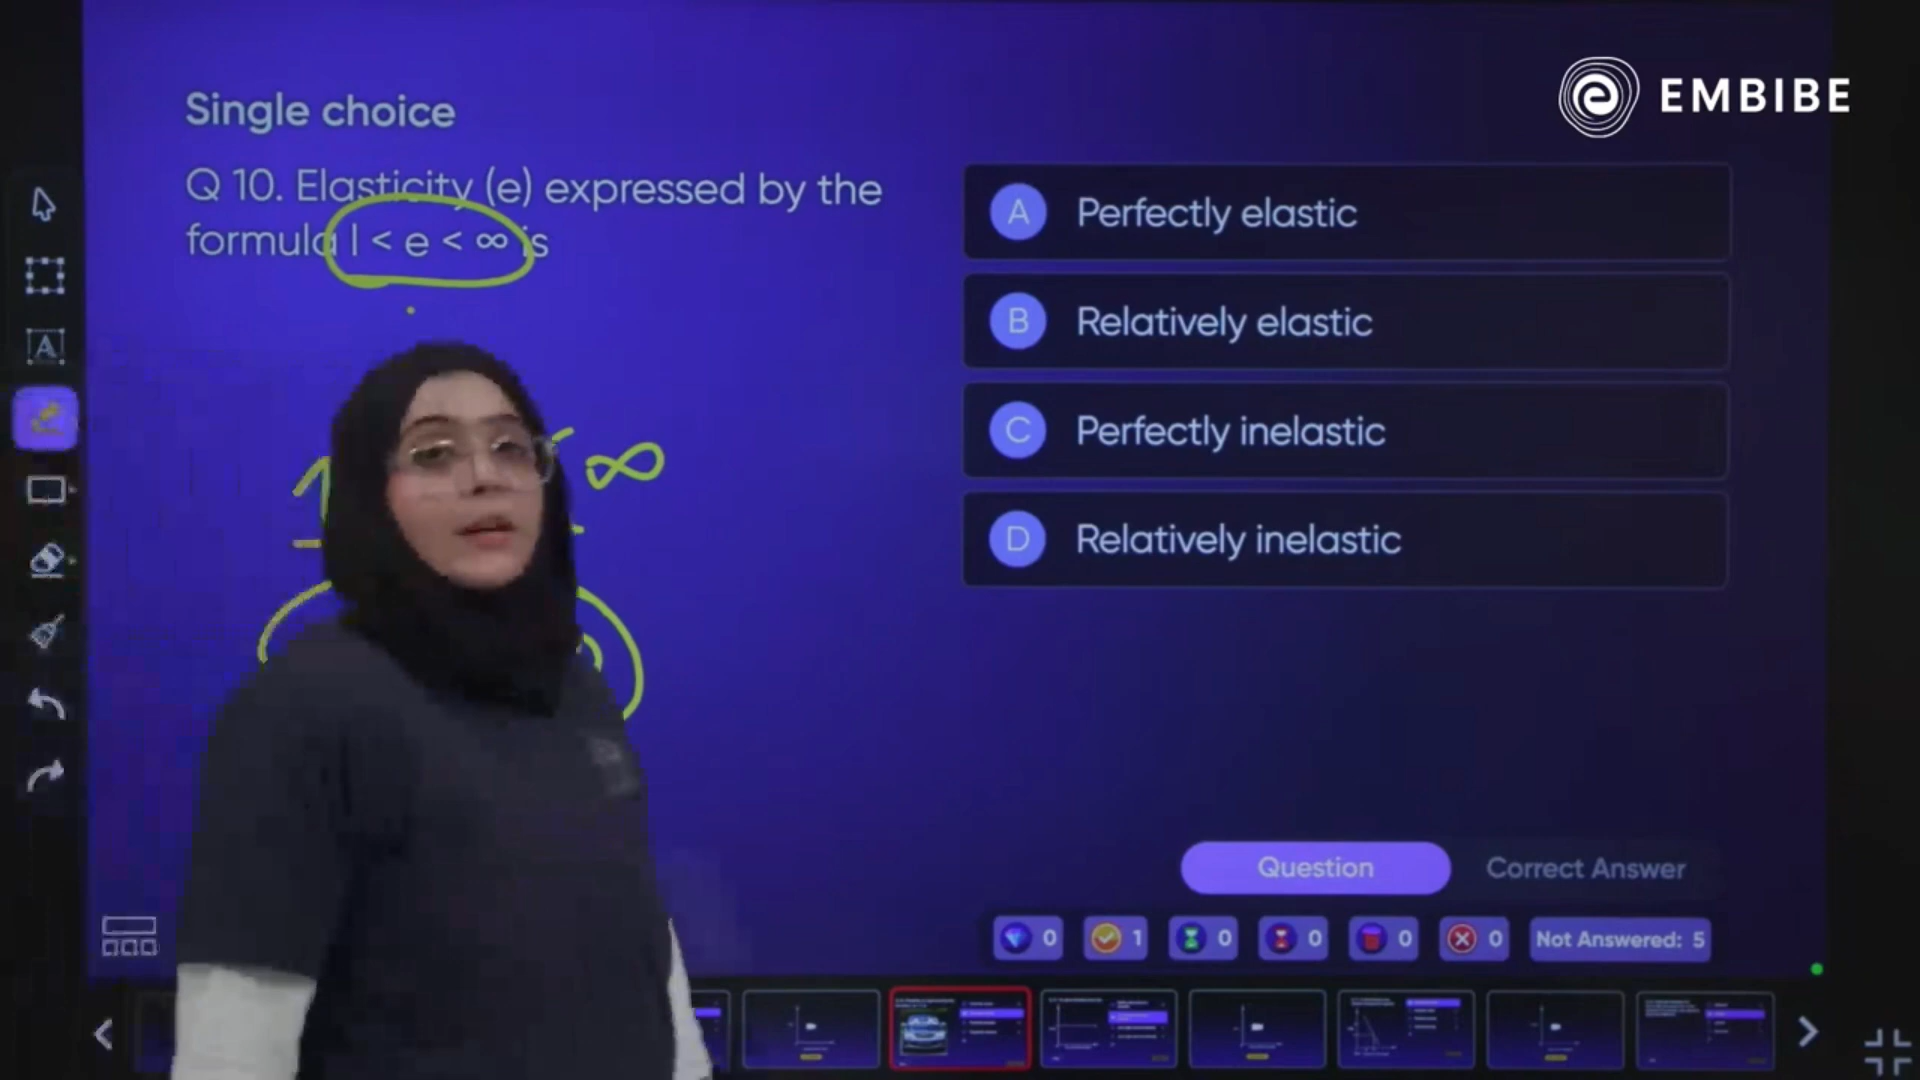 EMBIBE
Single choice
Q 10. Elasticity (e) expressed by the
formula 1 < e < ∞ is
A Perfectly elastic
B Relatively elastic
C Perfectly inelastic
D Relatively inelastic
1 ∞
Question
Correct Answer
0
1
0
0
0
0
Not Answered: 5